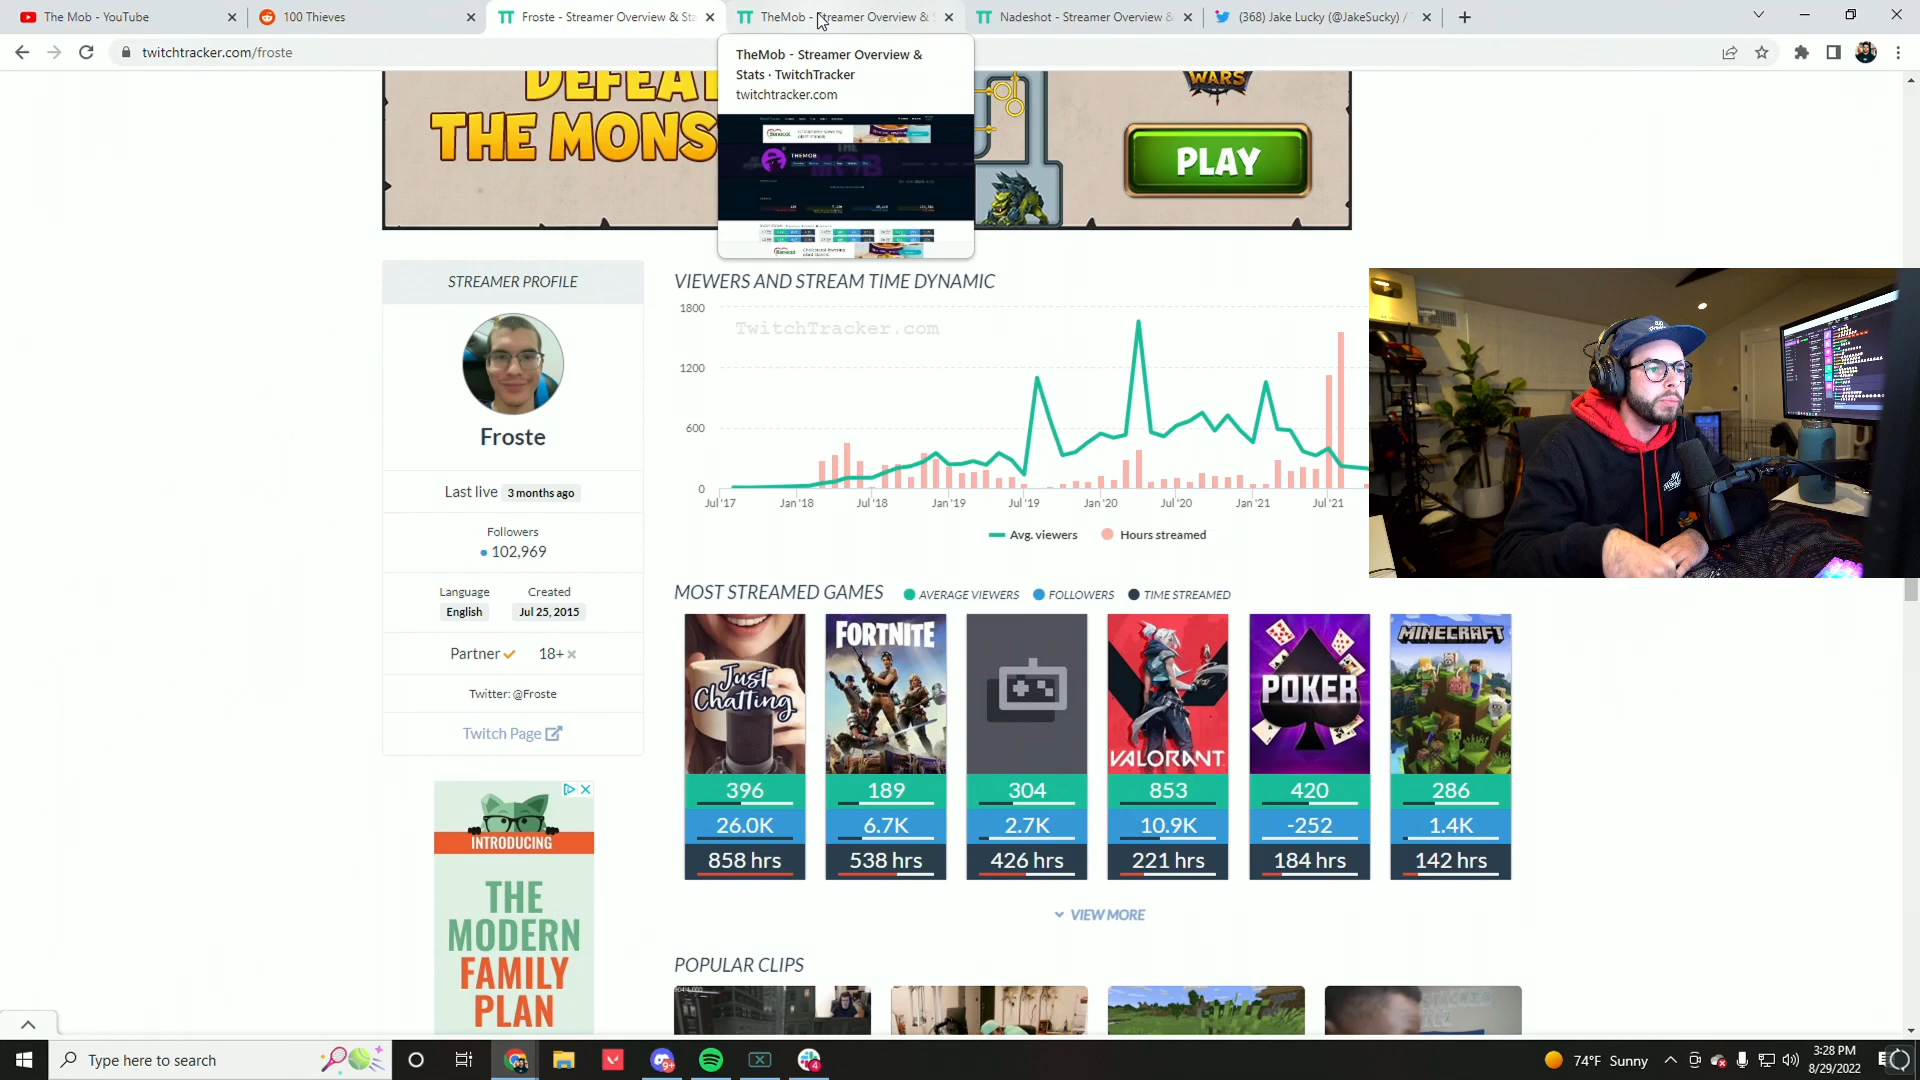 The Mob - YouTube
100 Thieves
Froste - Streamer Overview & Sta
TheMob - Streamer Overview & S
Nadeshot - Streamer Overview &
(368) Jake Lucky (@JakeSucky) / T
twitchtracker.com/froste
TheMob - Streamer Overview &
Stats · TwitchTracker
twitchtracker.com
THEMOB
THE
MOB
DEFEAT
THE MONS
WARS
PLAY
STREAMER PROFILE
Froste
Last live 3 months ago
Followers
102,969
Language Created
English Jul 25, 2015
Partner 18+
Twitter: @Froste
Twitch Page
INTRODUCING
THE
MODERN
FAMILY
PLAN
VIEWERS AND STREAM TIME DYNAMIC
1800
TwitchTracker.com
1200
600
0
Jul '17 Jan '18 Jul '18 Jan '19 Jul '19 Jan '20 Jul '20 Jan '21 Jul '21
Avg. viewers Hours streamed
MOST STREAMED GAMES AVERAGE VIEWERS FOLLOWERS TIME STREAMED
Just
Chatting
FORTNITE
VALORANT
POKER
MINECRAFT
396 189 304 853 420 286
26.0K 6.7K 2.7K 10.9K -252 1.4K
858 hrs 538 hrs 426 hrs 221 hrs 184 hrs 142 hrs
VIEW MORE
POPULAR CLIPS
Type here to search
9+
4
74°F Sunny
3:28 PM
8/29/2022